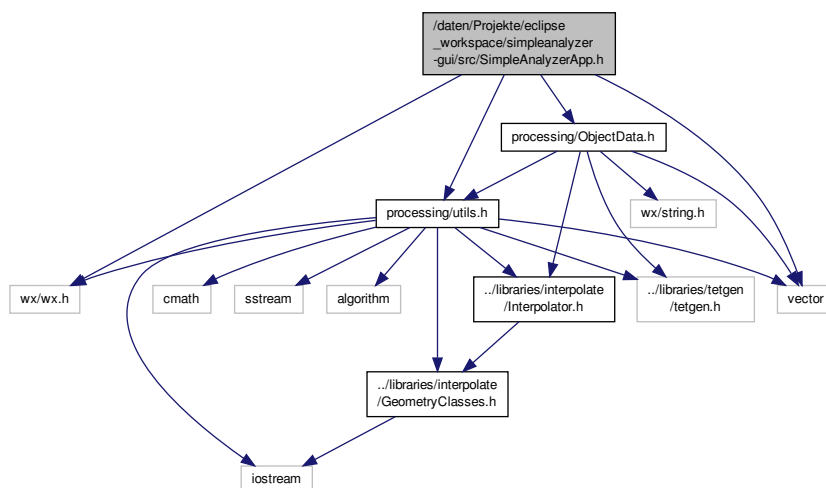 /daten/Projekte/eclipse
_workspace/simpleanalyzer
-gui/src/SimpleAnalyzerApp.h
processing/ObjectData.h
processing/utils.h
wx/string.h
wx/wx.h
cmath
sstream
algorithm
../libraries/interpolate
/Interpolator.h
../libraries/tetgen
/tetgen.h
vector
../libraries/interpolate
/GeometryClasses.h
iostream